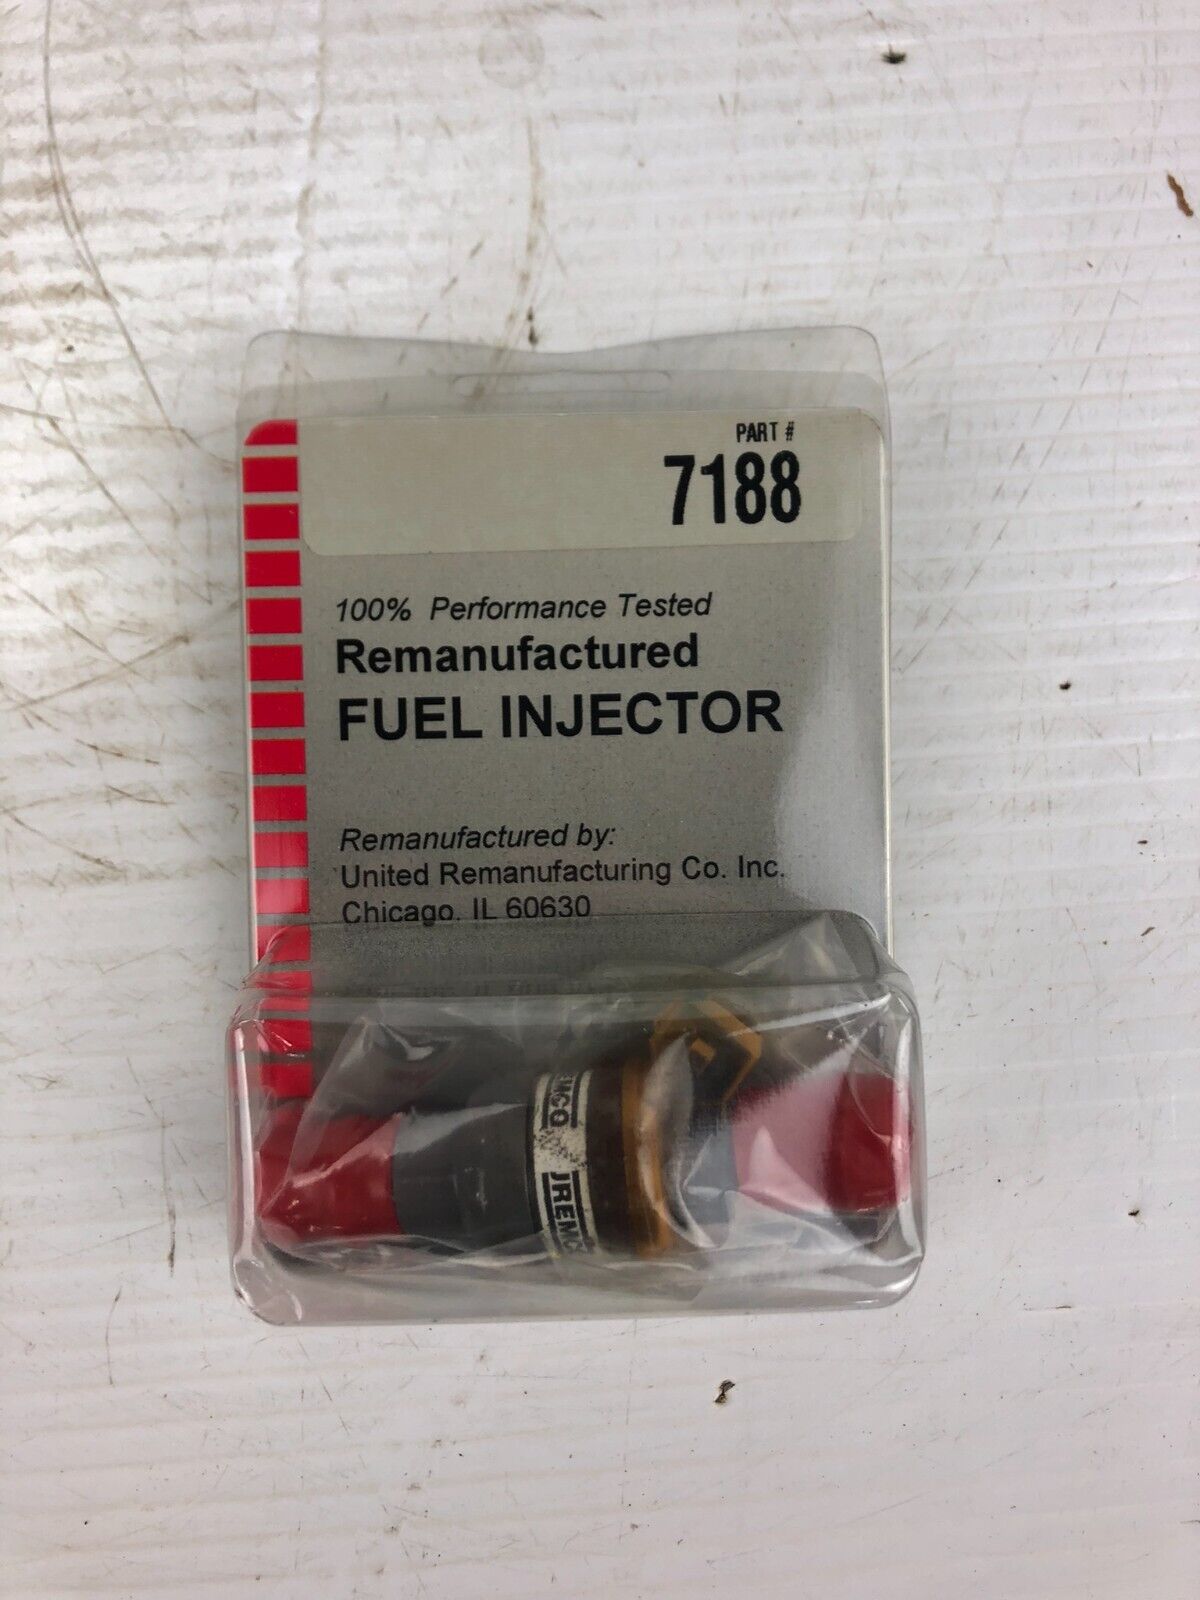 PART #
7188
100% Performance Tested
Remanufactured
FUEL INJECTOR
Remanufactured by:
United Remanufacturing Co. Inc.
Chicago, IL 60630